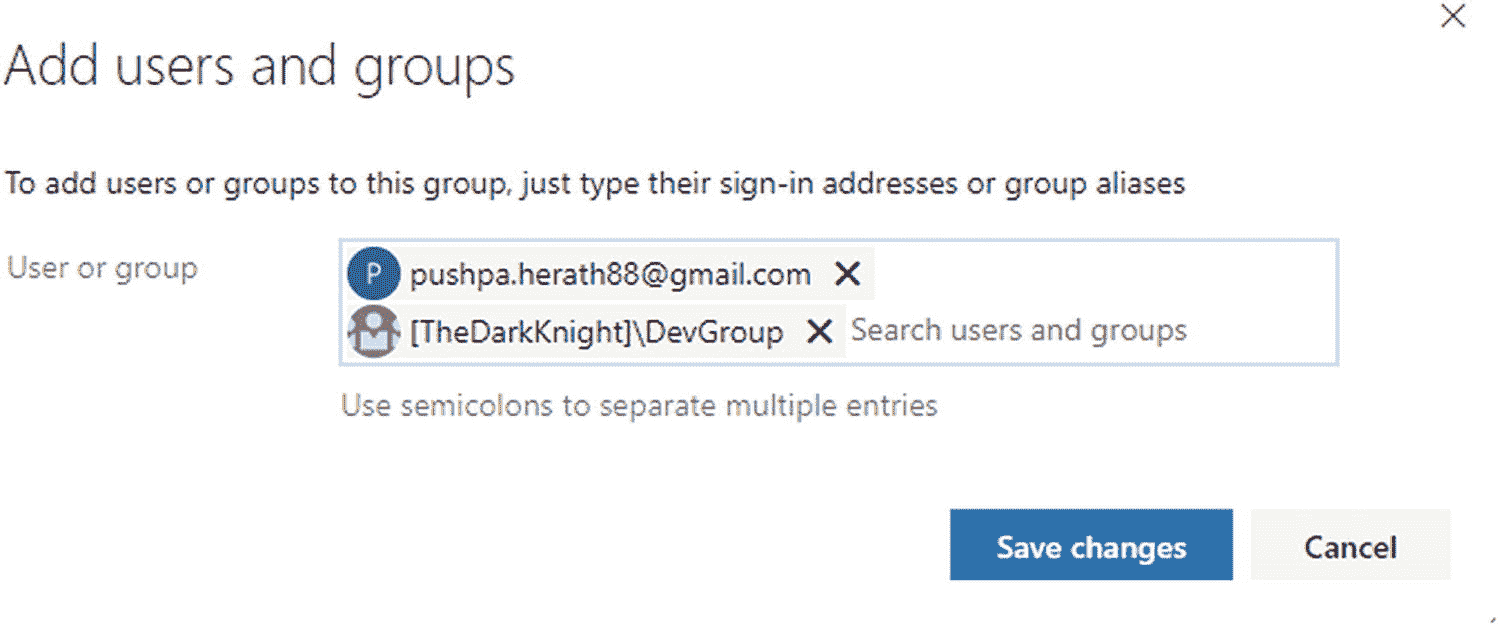 Add users and groups
To add users or groups to this group, just type their sign-in addresses or group aliases
User or group
P pushpa.herath88@gmail.com
[TheDarkKnight]\DevGroup Search users and groups
Use semicolons to separate multiple entries
Save changes Cancel